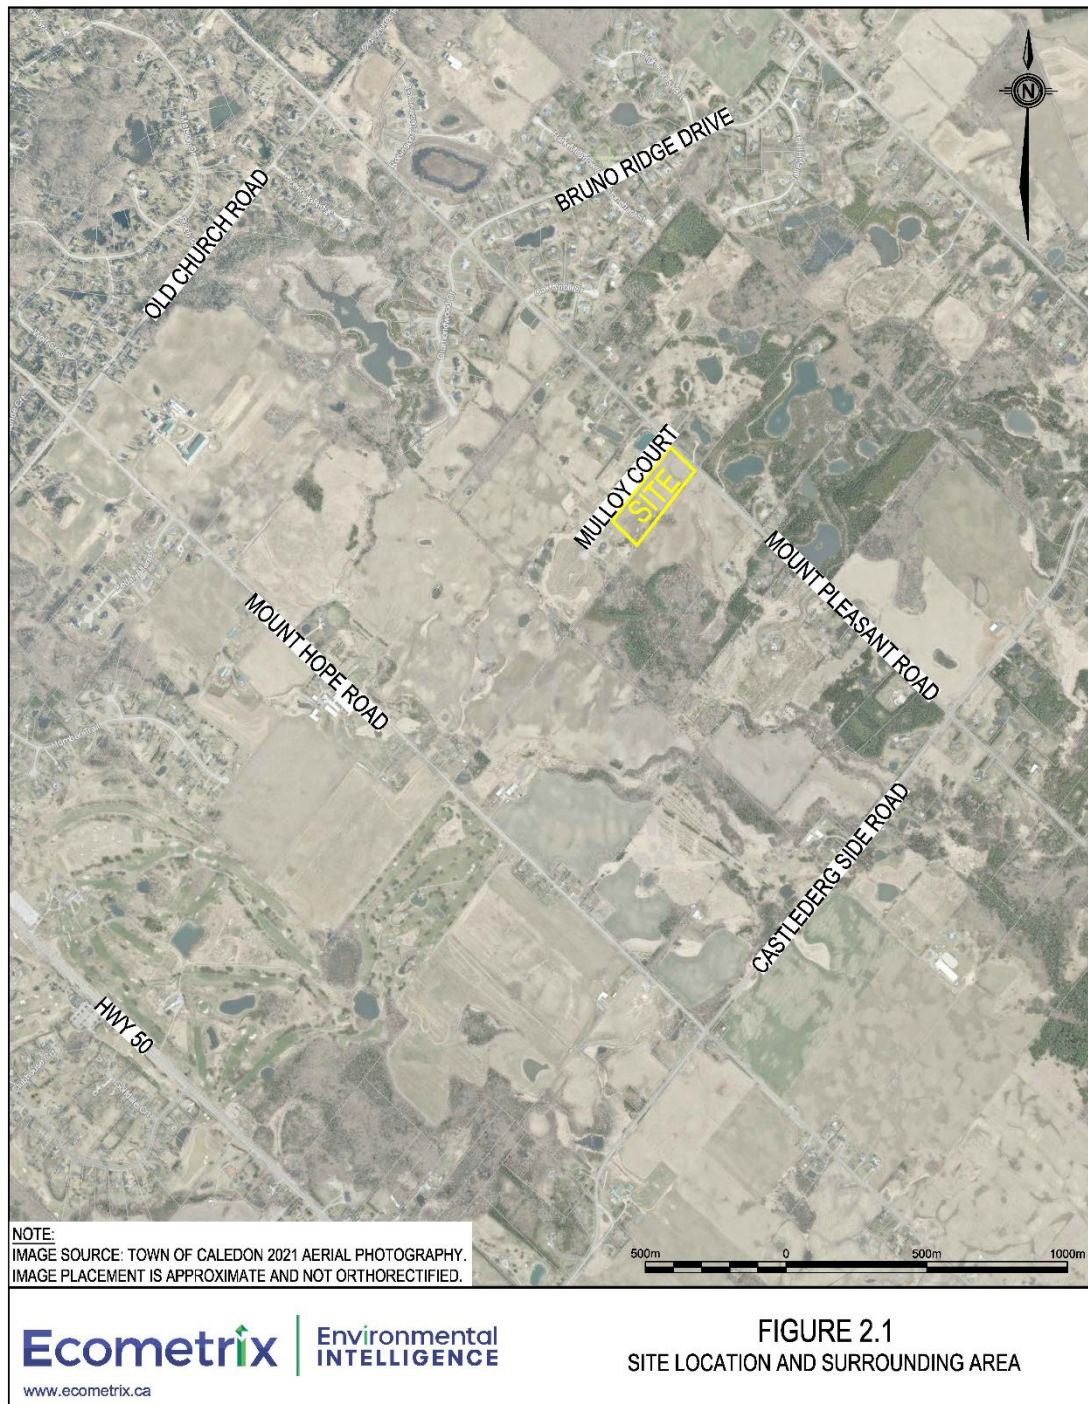 N
BRUNO RIDGE DRIVE
OLD CHURCH ROAD
MULLOY COURT
SITE
MOUNT PLEASANT ROAD
MOUNT HOPE ROAD
CASTLEDERG SIDE ROAD
HWY 50
NOTE:
IMAGE SOURCE: TOWN OF CALEDON 2021 AERIAL PHOTOGRAPHY.
IMAGE PLACEMENT IS APPROXIMATE AND NOT ORTHORECTIFIED.
500m 0 500m 1000m
Ecometrix
Environmental
INTELLIGENCE
www.ecometrix.ca
FIGURE 2.1
SITE LOCATION AND SURROUNDING AREA